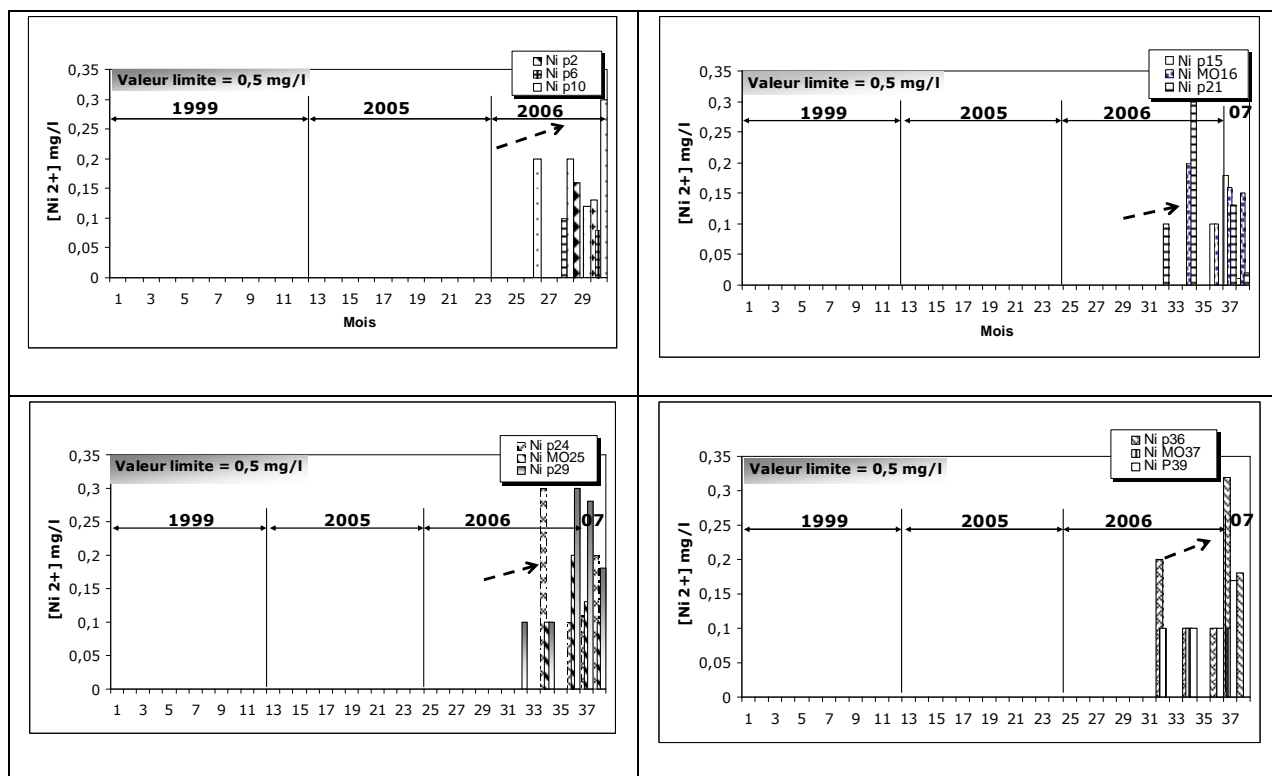 Ni p2
Ni p6
Ni p10
Valeur limite = 0,5 mg/l
1999 2005 2006
[Ni 2+] mg/l
0,35
0,3
0,25
0,2
0,15
0,1
0,05
0
1 3 5 7 9 11 13 15 17 19 21 23 25 27 29
Mois
Ni p15
Ni MO16
Ni p21
Valeur limite = 0,5 mg/l
1999 2005 2006 07
[Ni 2+] mg/l
0,35
0,3
0,25
0,2
0,15
0,1
0,05
0
1 3 5 7 9 11 13 15 17 19 21 23 25 27 29 31 33 35 37
Mois
Ni p24
Ni MO25
Ni p29
Valeur limite = 0,5 mg/l
1999 2005 2006 07
[Ni 2+] mg/l
0,35
0,3
0,25
0,2
0,15
0,1
0,05
0
1 3 5 7 9 11 13 15 17 19 21 23 25 27 29 31 33 35 37
Ni p36
Ni MO37
Ni P39
Valeur limite = 0,5 mg/l
1999 2005 2006 07
[Ni 2+] mg/l
0,35
0,3
0,25
0,2
0,15
0,1
0,05
0
1 3 5 7 9 11 13 15 17 19 21 23 25 27 29 31 33 35 37